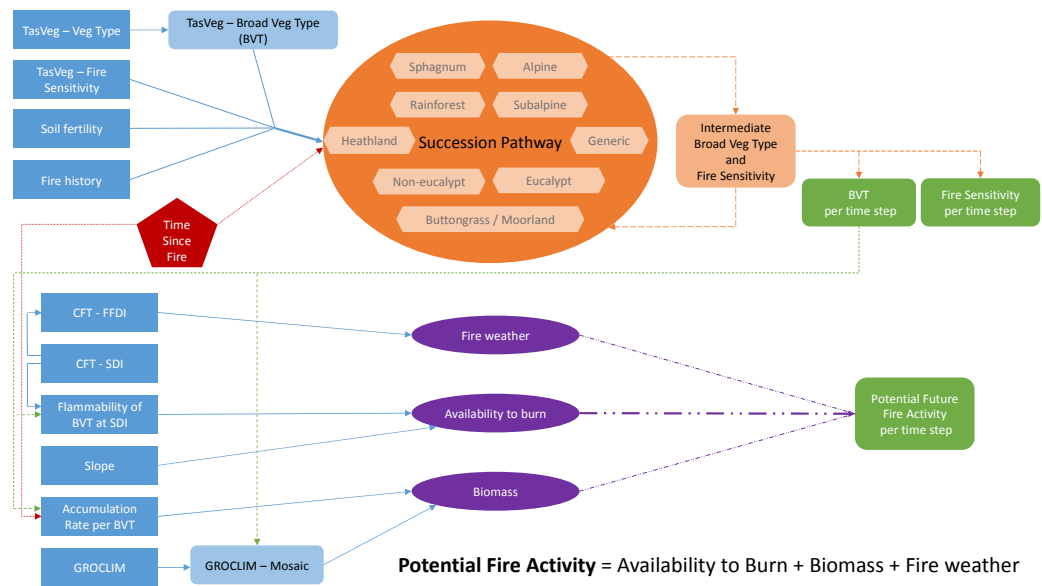 TasVeg – Veg Type
TasVeg – Broad Veg Type
(BVT)
TasVeg – Fire
Sensitivity
Soil fertility
Fire history
Time
Since
Fire
Sphagnum
Alpine
Rainforest
Subalpine
Heathland
Succession Pathway
Generic
Non-eucalypt
Eucalypt
Buttongrass / Moorland
Intermediate
Broad Veg Type
and
Fire Sensitivity
BVT
per time step
Fire Sensitivity
per time step
CFT - FFDI
CFT - SDI
Flammability of
BVT at SDI
Slope
Accumulation
Rate per BVT
GROCLIM
GROCLIM – Mosaic
Fire weather
Availability to burn
Biomass
Potential Future
Fire Activity
per time step
Potential Fire Activity = Availability to Burn + Biomass + Fire weather